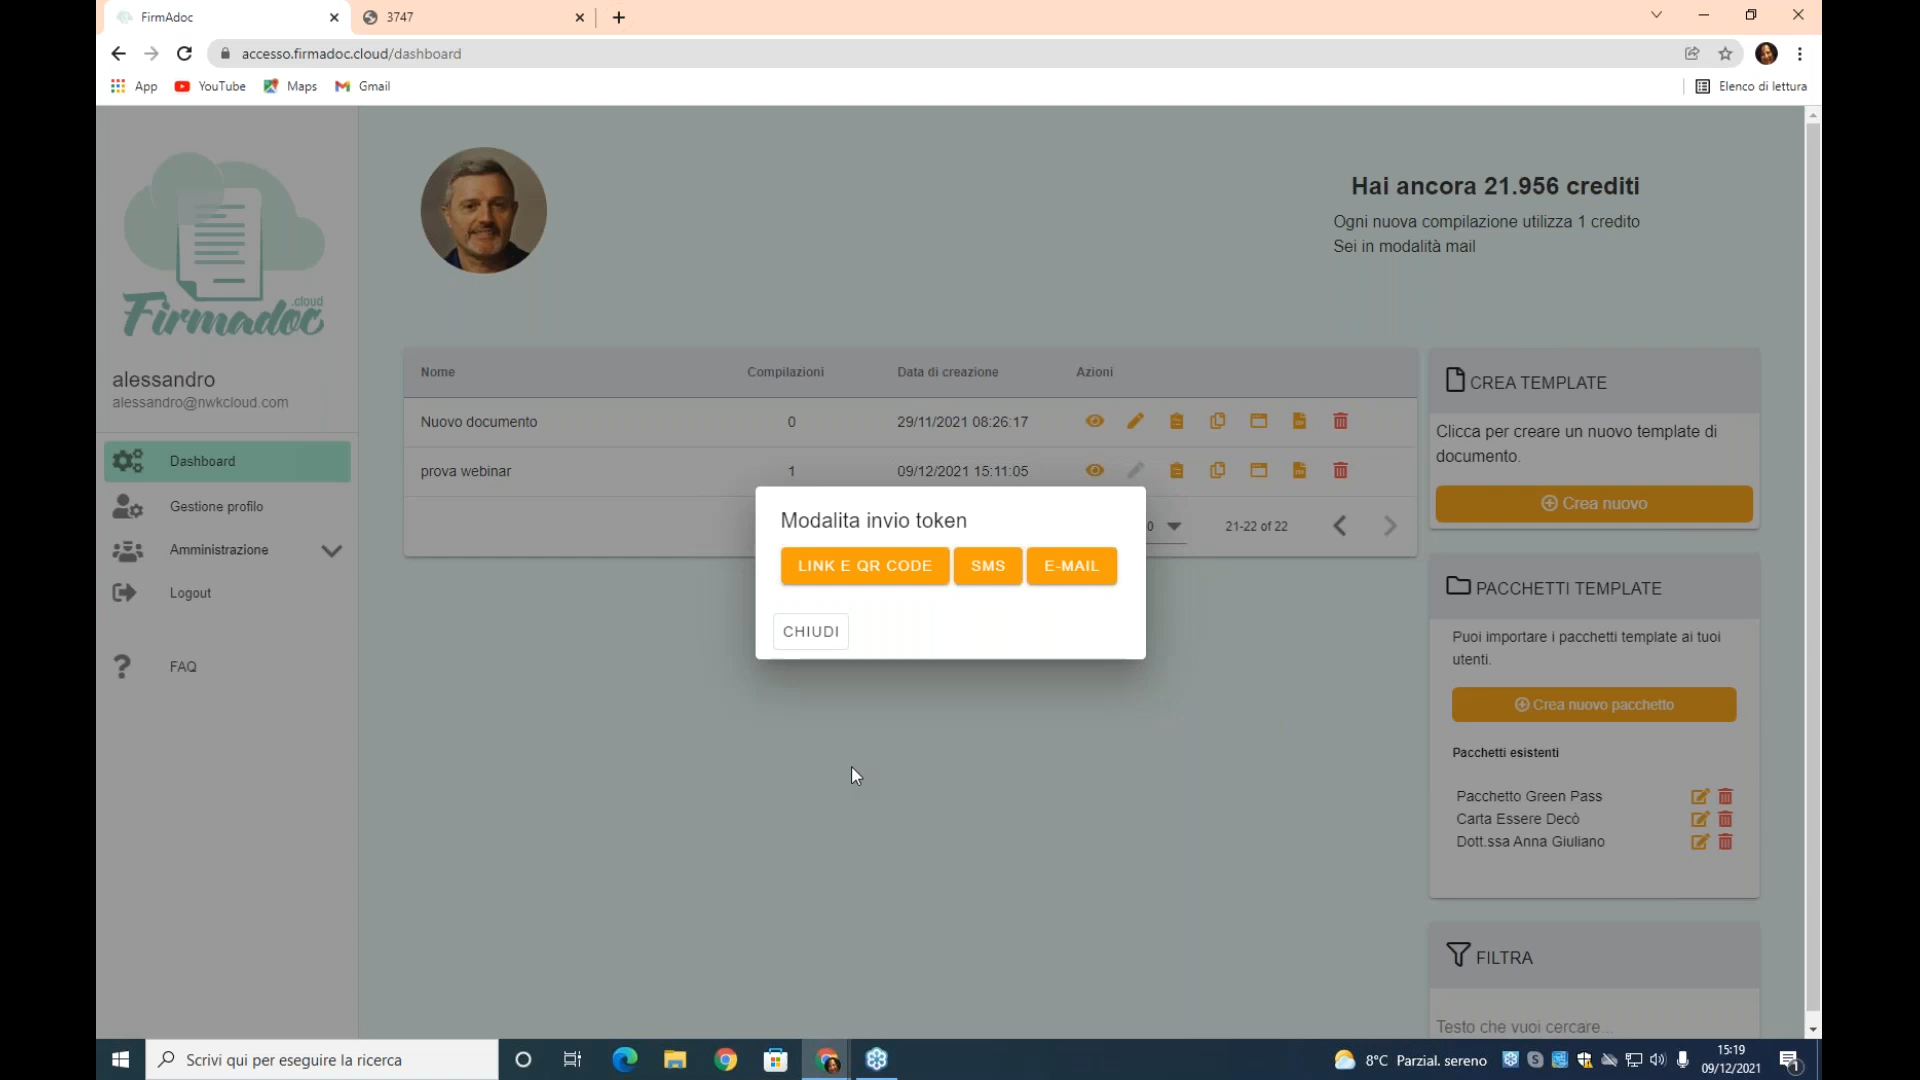 FirmAdoc
3747
accesso.firmadoc.cloud/dashboard
App
YouTube
Maps
Gmail
Elenco di lettura
.cloud
Firmadoc
alessandro
alessandro@nwkcloud.com
Dashboard
Gestione profilo
Amministrazione
Logout
FAQ
Hai ancora 21.956 crediti
Ogni nuova compilazione utilizza 1 credito
Sei in modalità mail
Nome Compilazioni Data di creazione Azioni
Nuovo documento 0 29/11/2021 08:26:17
prova webinar 1 09/12/2021 15:11:05
0 21-22 of 22
Modalita invio token
LINK E QR CODE SMS E-MAIL
CHIUDI
CREA TEMPLATE
Clicca per creare un nuovo template di
documento.
Crea nuovo
PACCHETTI TEMPLATE
Puoi importare i pacchetti template ai tuoi
utenti.
Crea nuovo pacchetto
Pacchetti esistenti
Pacchetto Green Pass
Carta Essere Decò
Dott.ssa Anna Giuliano
FILTRA
Testo che vuoi cercare...
Scrivi qui per eseguire la ricerca
8°C Parzial. sereno
15:19
09/12/2021
1